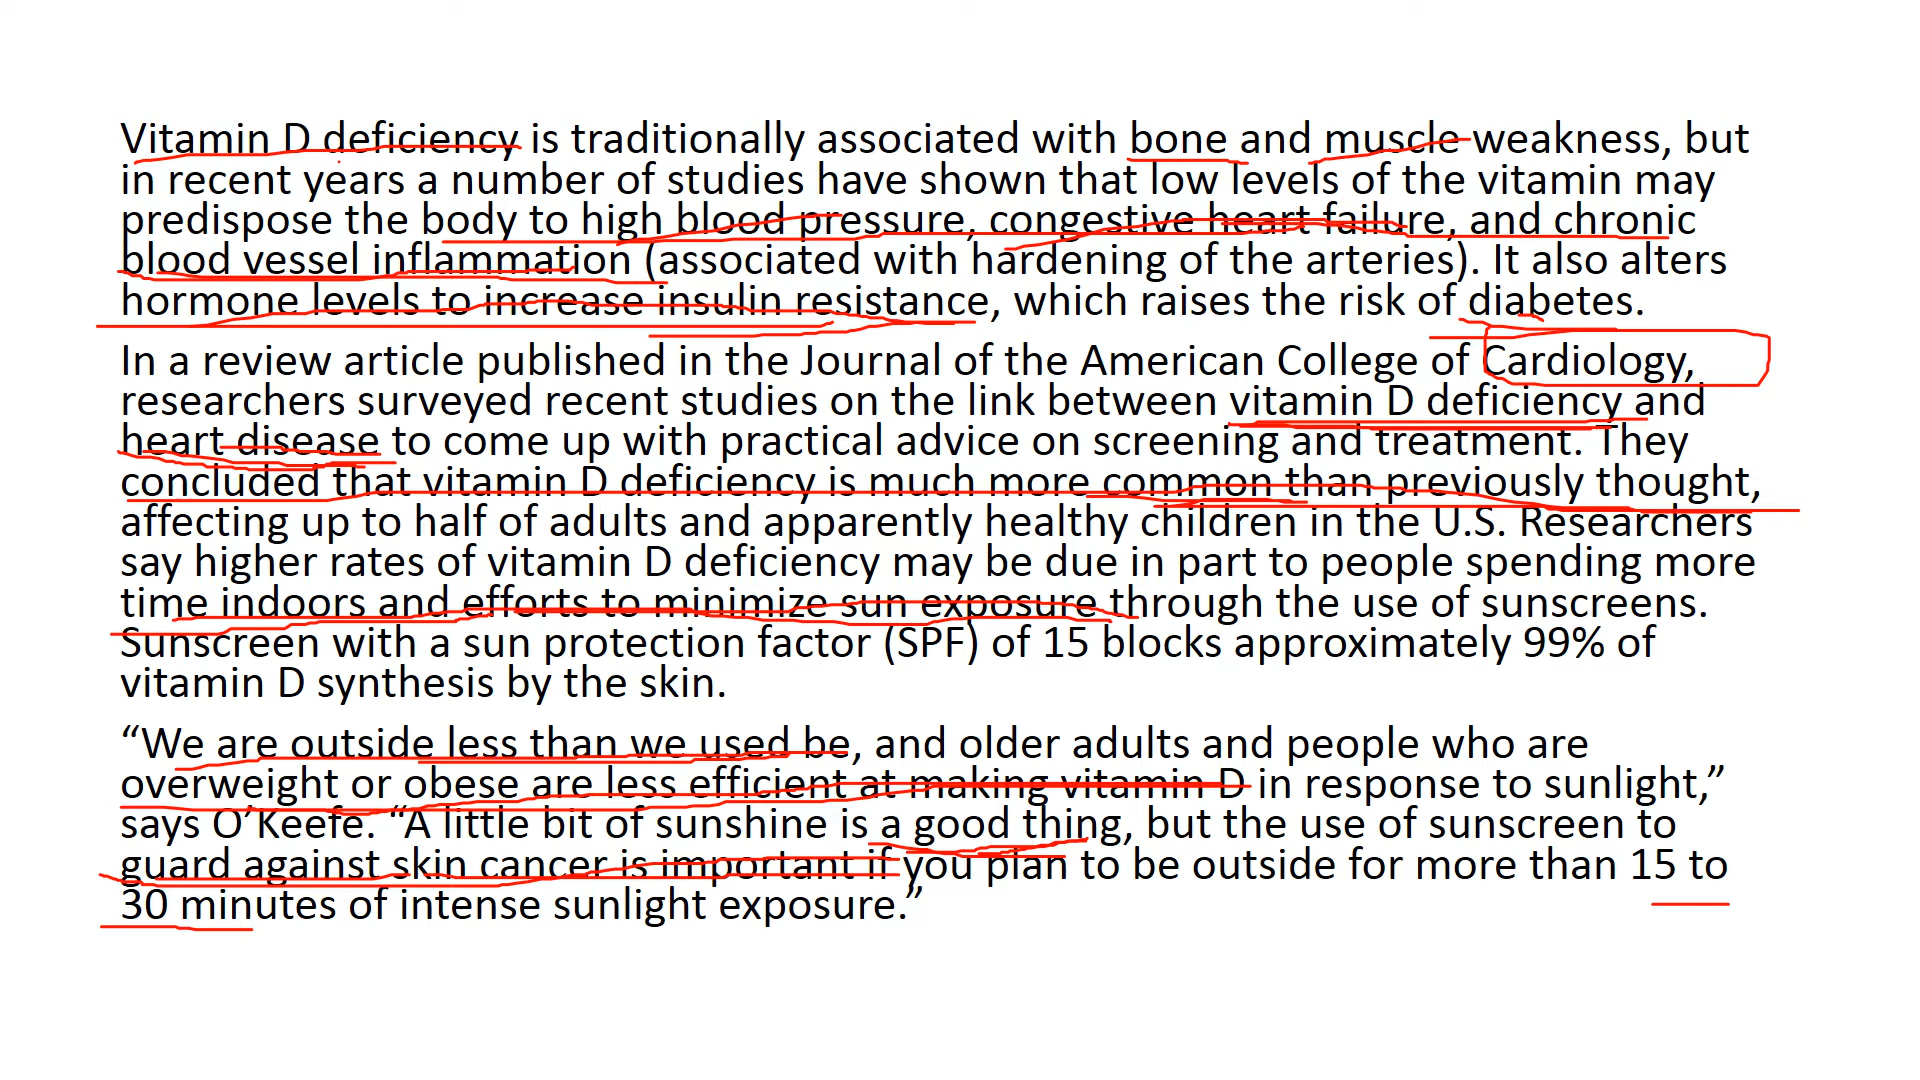 Vitamin D deficiency is traditionally associated with bone and muscle weakness, but
in recent years a number of studies have shown that low levels of the vitamin may
predispose the body to high blood pressure, congestive heart failure, and chronic
blood vessel inflammation (associated with hardening of the arteries). It also alters
hormone levels to increase insulin resistance, which raises the risk of diabetes.
In a review article published in the Journal of the American College of Cardiology,
researchers surveyed recent studies on the link between vitamin D deficiency and
heart disease to come up with practical advice on screening and treatment. They
concluded that vitamin D deficiency is much more common than previously thought,
affecting up to half of adults and apparently healthy children in the U.S. Researchers
say higher rates of vitamin D deficiency may be due in part to people spending more
time indoors and efforts to minimize sun exposure through the use of sunscreens.
Sunscreen with a sun protection factor (SPF) of 15 blocks approximately 99% of
vitamin D synthesis by the skin.
“We are outside less than we used be, and older adults and people who are
overweight or obese are less efficient at making vitamin D in response to sunlight,”
says O’Keefe. “A little bit of sunshine is a good thing, but the use of sunscreen to
guard against skin cancer is important if you plan to be outside for more than 15 to
30 minutes of intense sunlight exposure.”